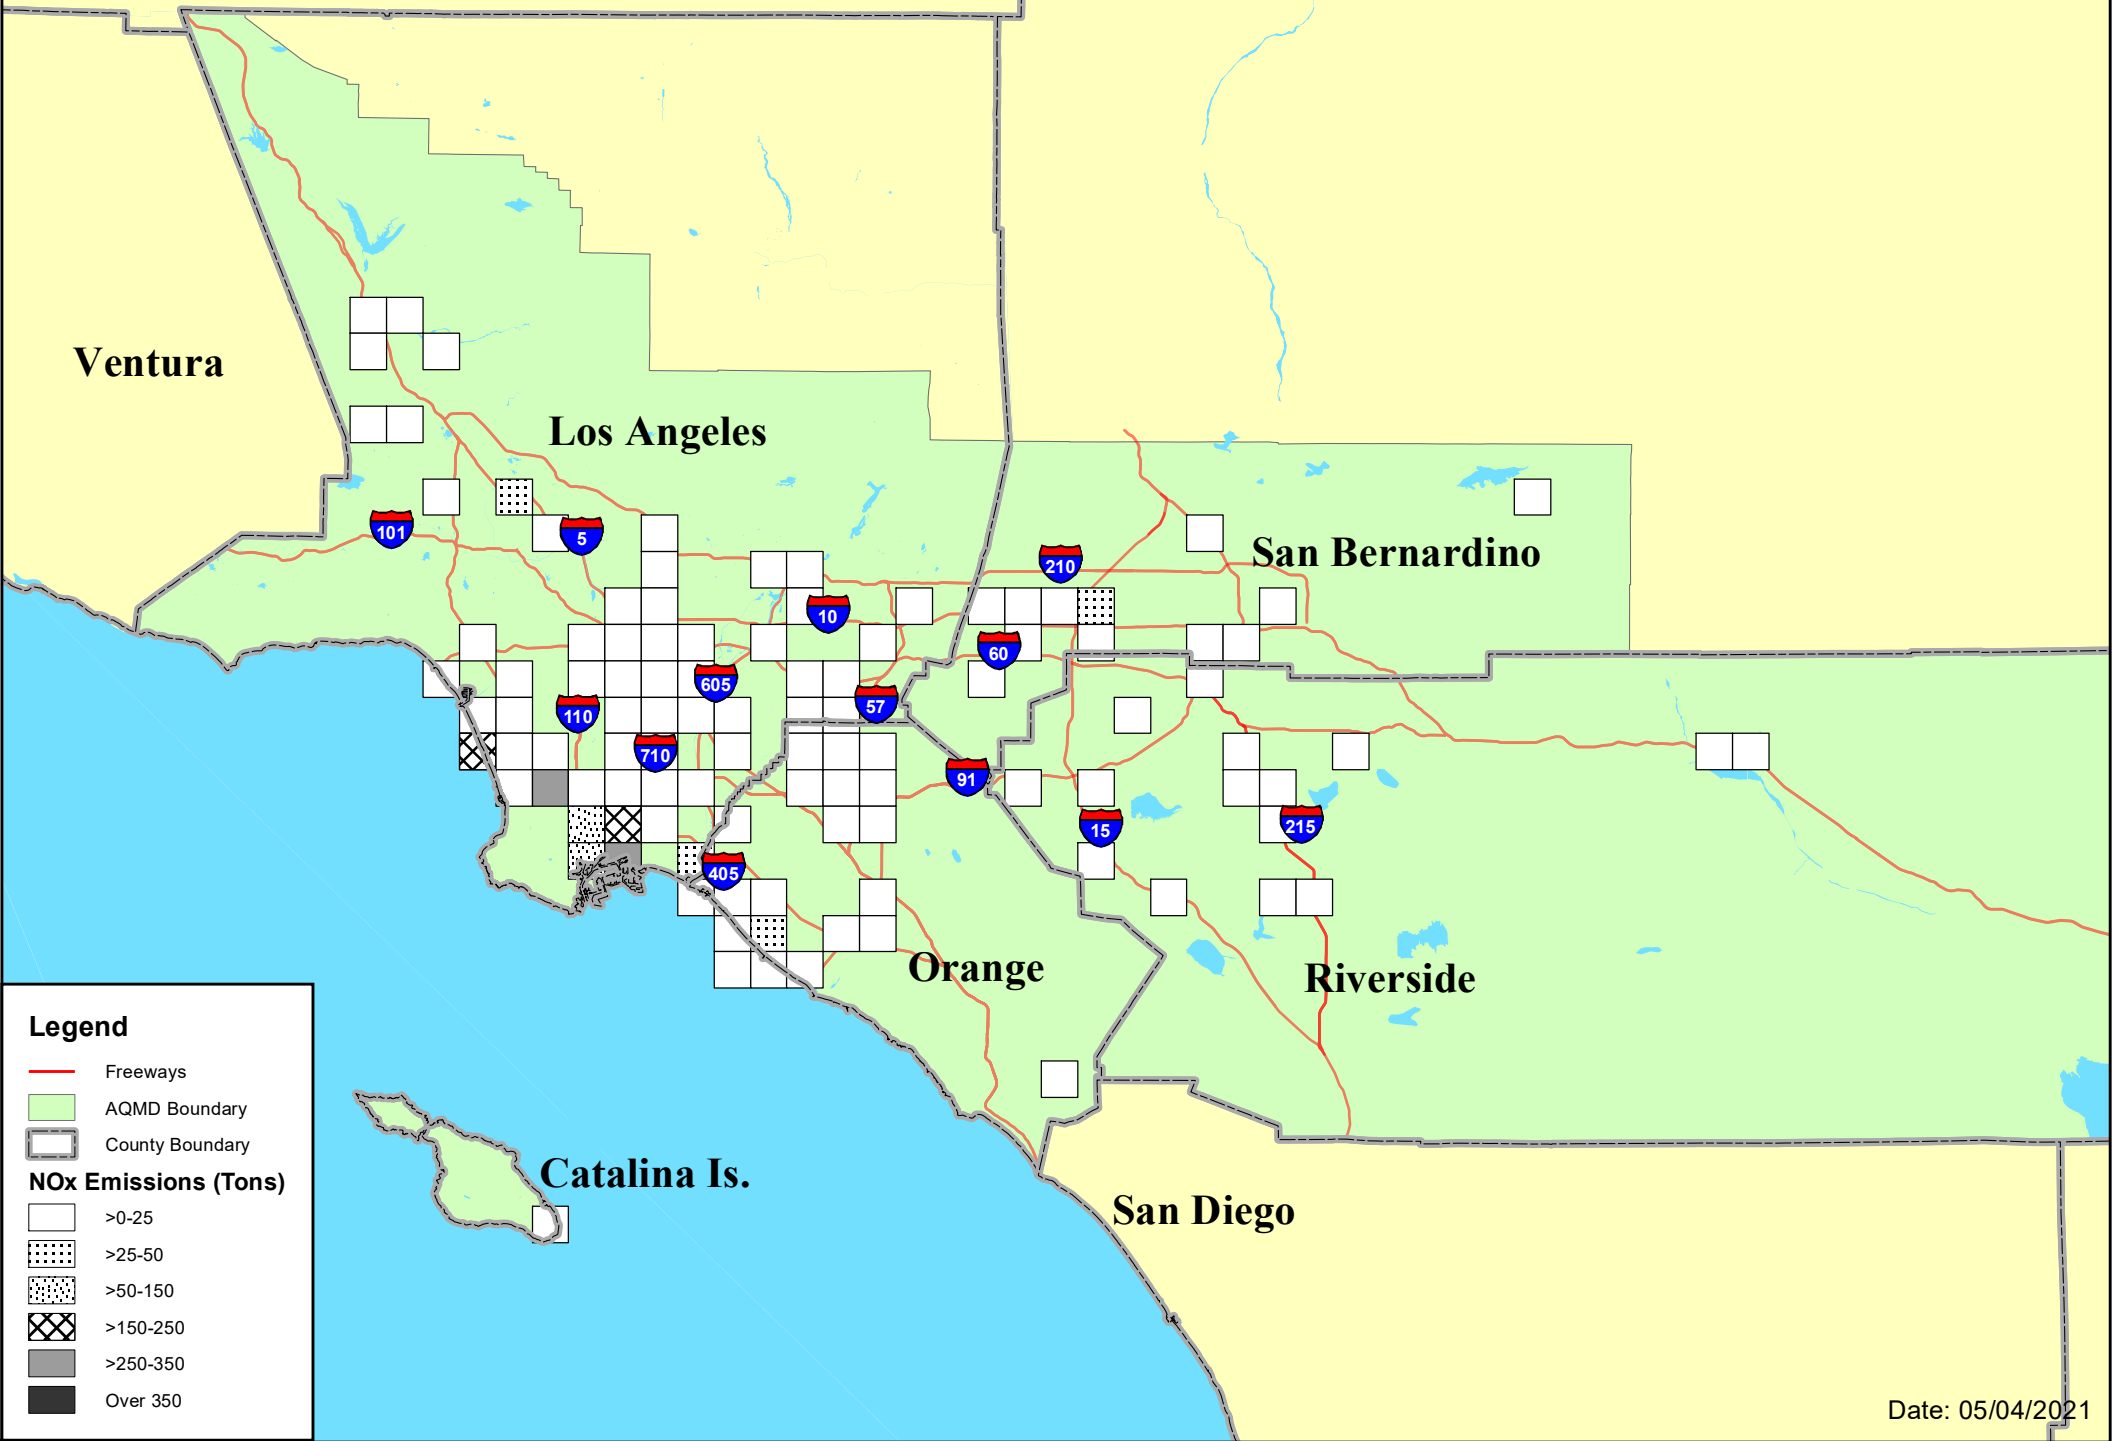 Ventura
Los Angeles
101
5
210
San Bernardino
10
60
605
57
110
710
91
15
215
405
Orange
Riverside
Catalina Is.
San Diego
Legend
Freeways
AQMD Boundary
County Boundary
NOx Emissions (Tons)
>0-25
>25-50
>50-150
>150-250
>250-350
Over 350
Date: 05/04/2021